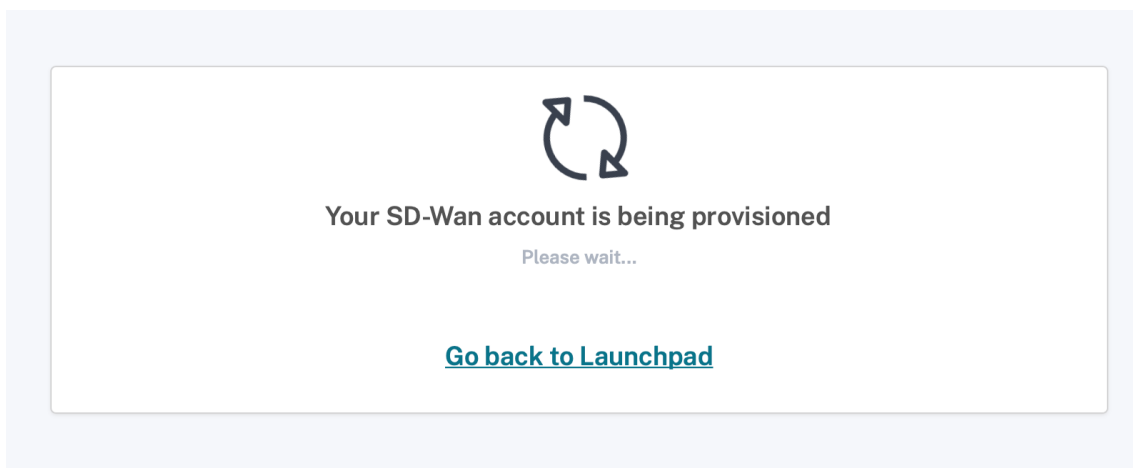 Your SD-Wan account is being provisioned
Please wait...
Go back to Launchpad